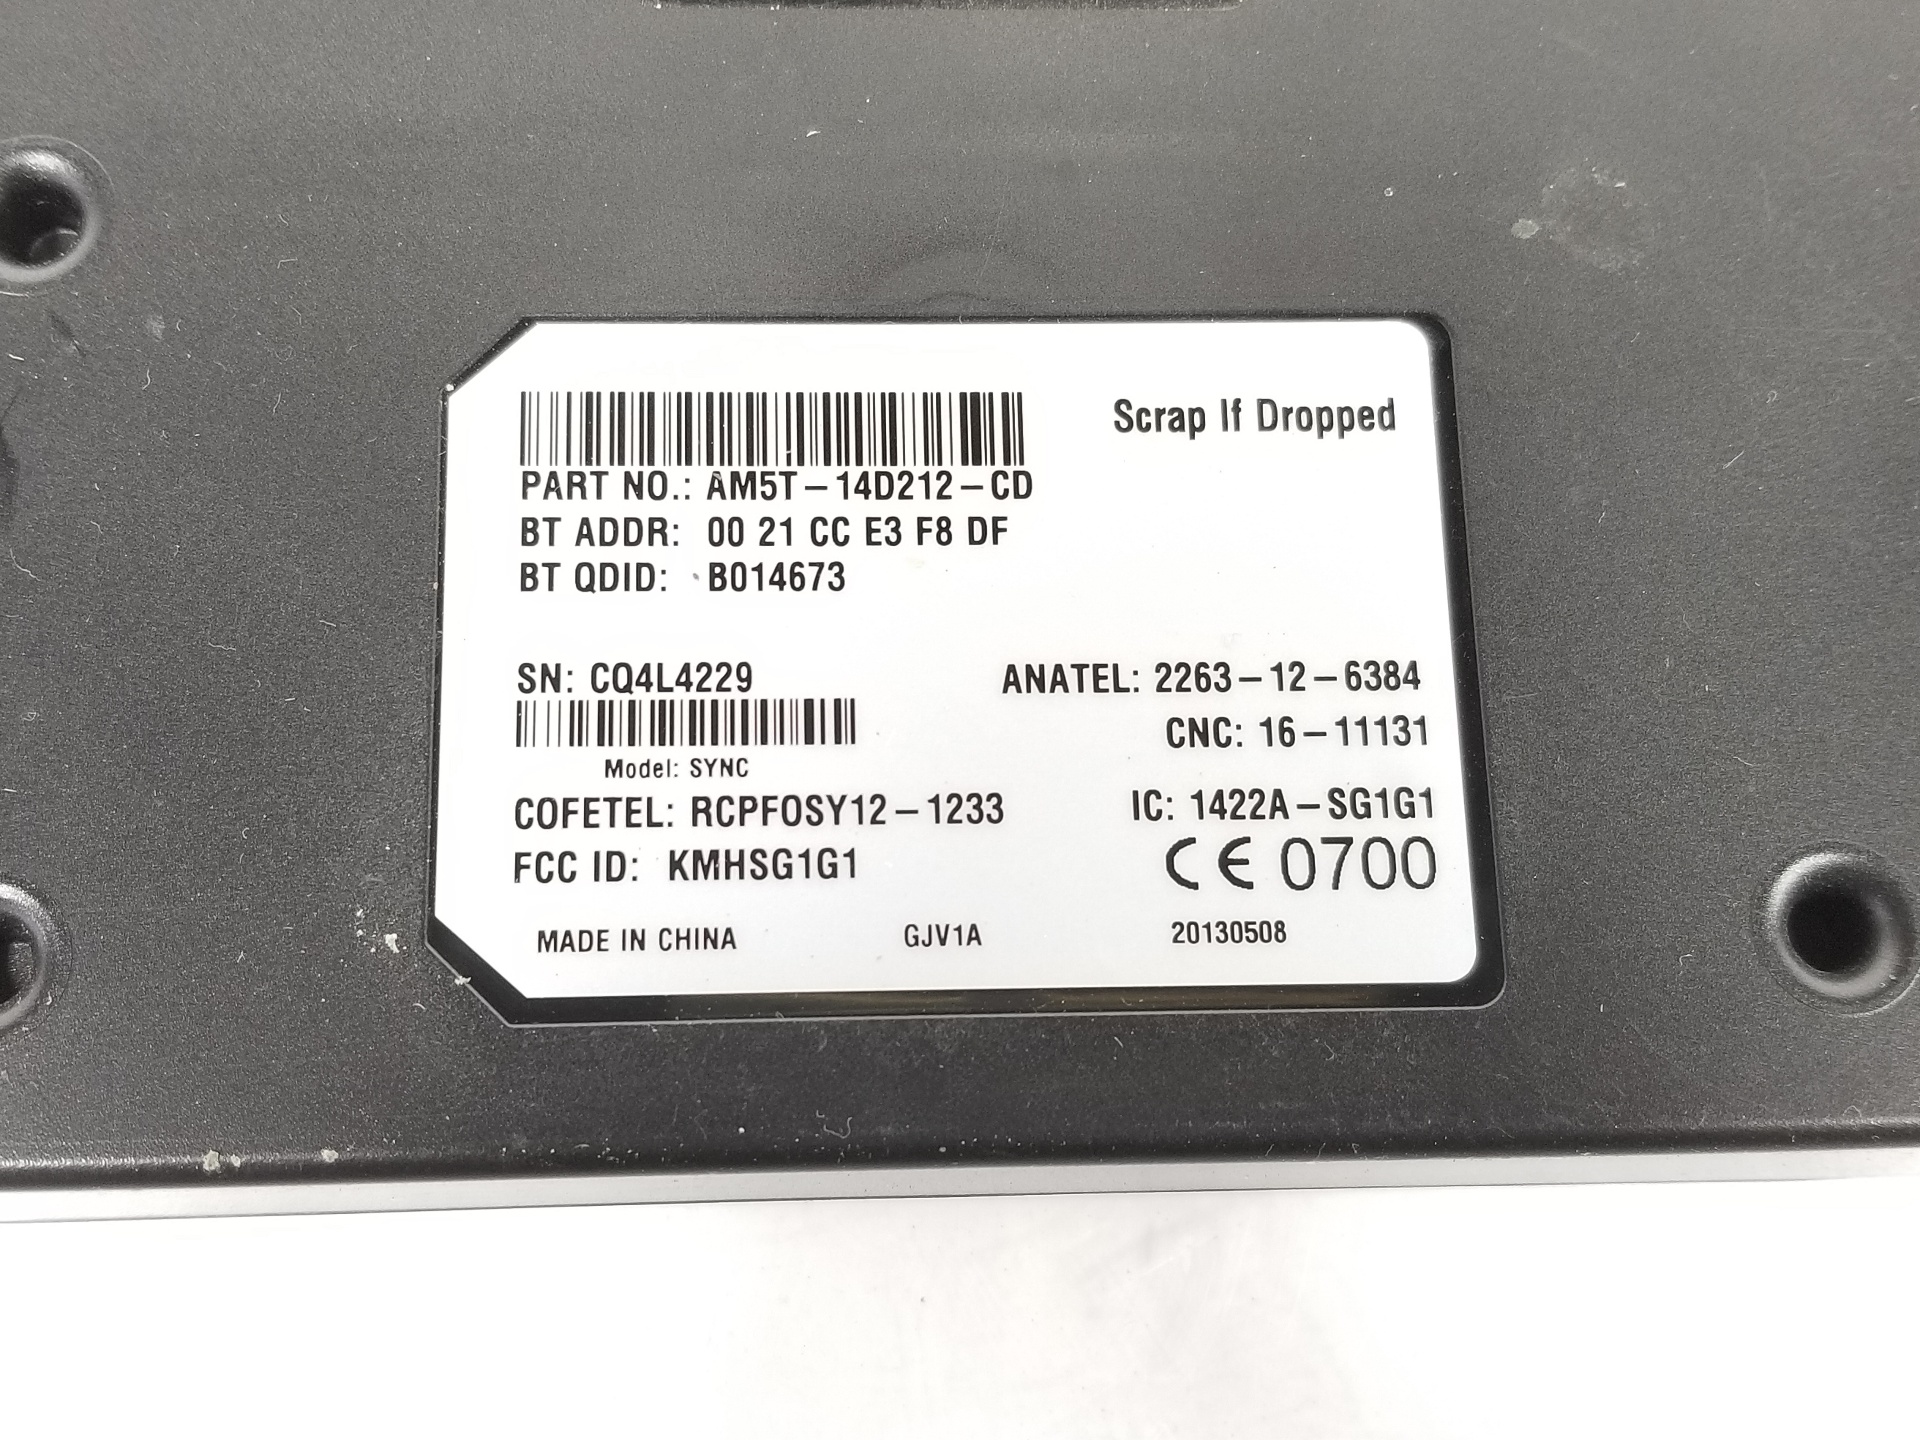 Scrap If Dropped
PART NO.: AM5T-14D212-CD
BT ADDR: 00 21 CC E3 F8 DF
BT QDID: B014673
SN: CQ4L4229
ANATEL: 2263-12-6384
CNC: 16-11131
Model: SYNC
COFETEL: RCPFOSY12-1233
IC: 1422A-SG1G1
FCC ID: KMHSG1G1
CE 0700
MADE IN CHINA GJV1A 20130508